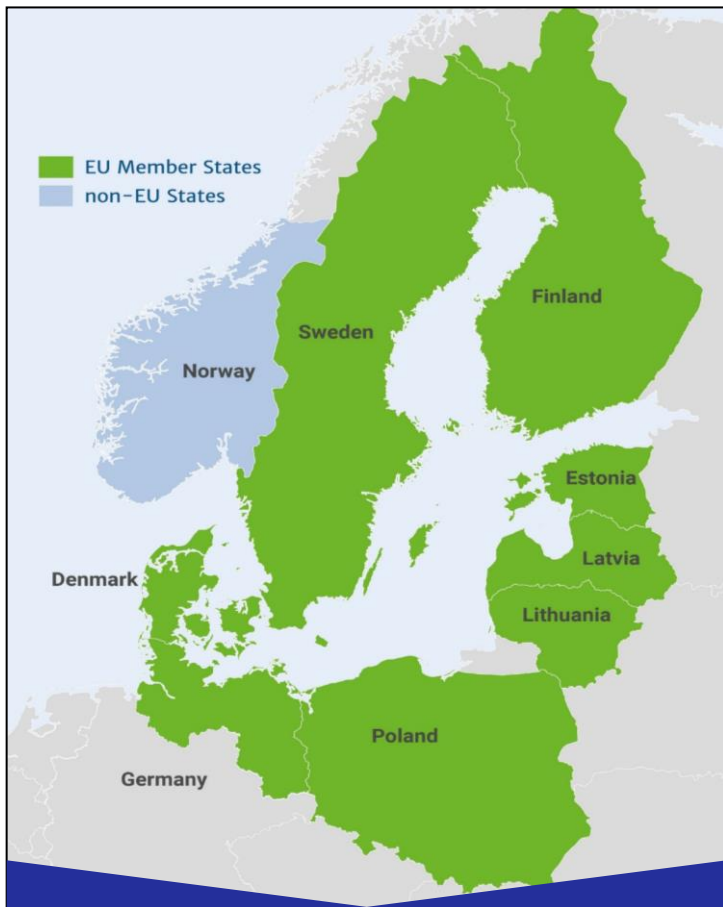 EU Member States
non-EU States
Finland
Sweden
Norway
Estonia
Latvia
Denmark
Lithuania
Poland
Germany